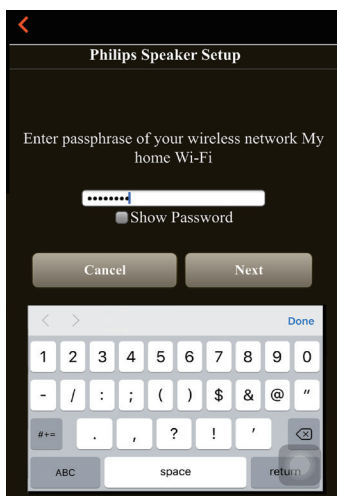 Philips Speaker Setup
Enter passphrase of your wireless network My
home Wi-Fi
••••••••
Show Password
Cancel Next
Done
1 2 3 4 5 6 7 8 9 0
- / : ; ( ) $ & @ "
#+= . , ? ! '
ABC space return